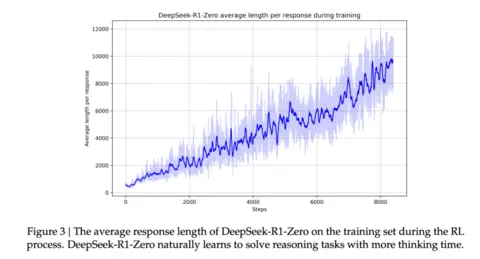 DeepSeek-R1-Zero average length per response during training
12000
10000
8000
6000
4000
2000
0
Average length per response
0 2000 4000 6000 8000
Steps
Figure 3 | The average response length of DeepSeek-R1-Zero on the training set during the RL
process. DeepSeek-R1-Zero naturally learns to solve reasoning tasks with more thinking time.